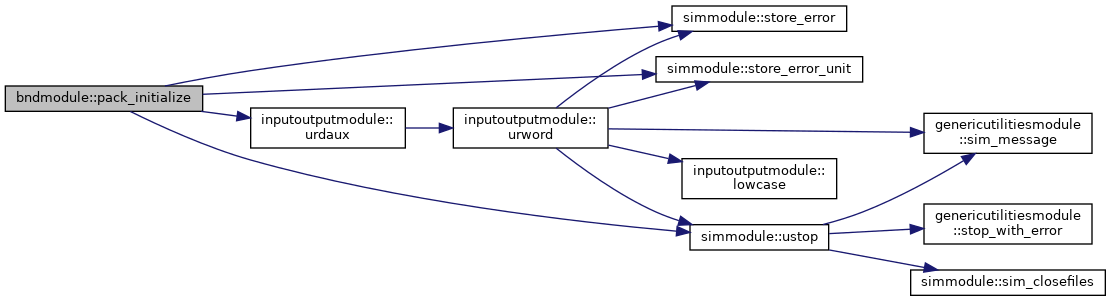 simmodule::store_error
simmodule::store_error_unit
bndmodule::pack_initialize
inputoutputmodule::
urdaux
inputoutputmodule::
urword
genericutilitiesmodule
::sim_message
inputoutputmodule::
lowcase
simmodule::ustop
genericutilitiesmodule
::stop_with_error
simmodule::sim_closefiles